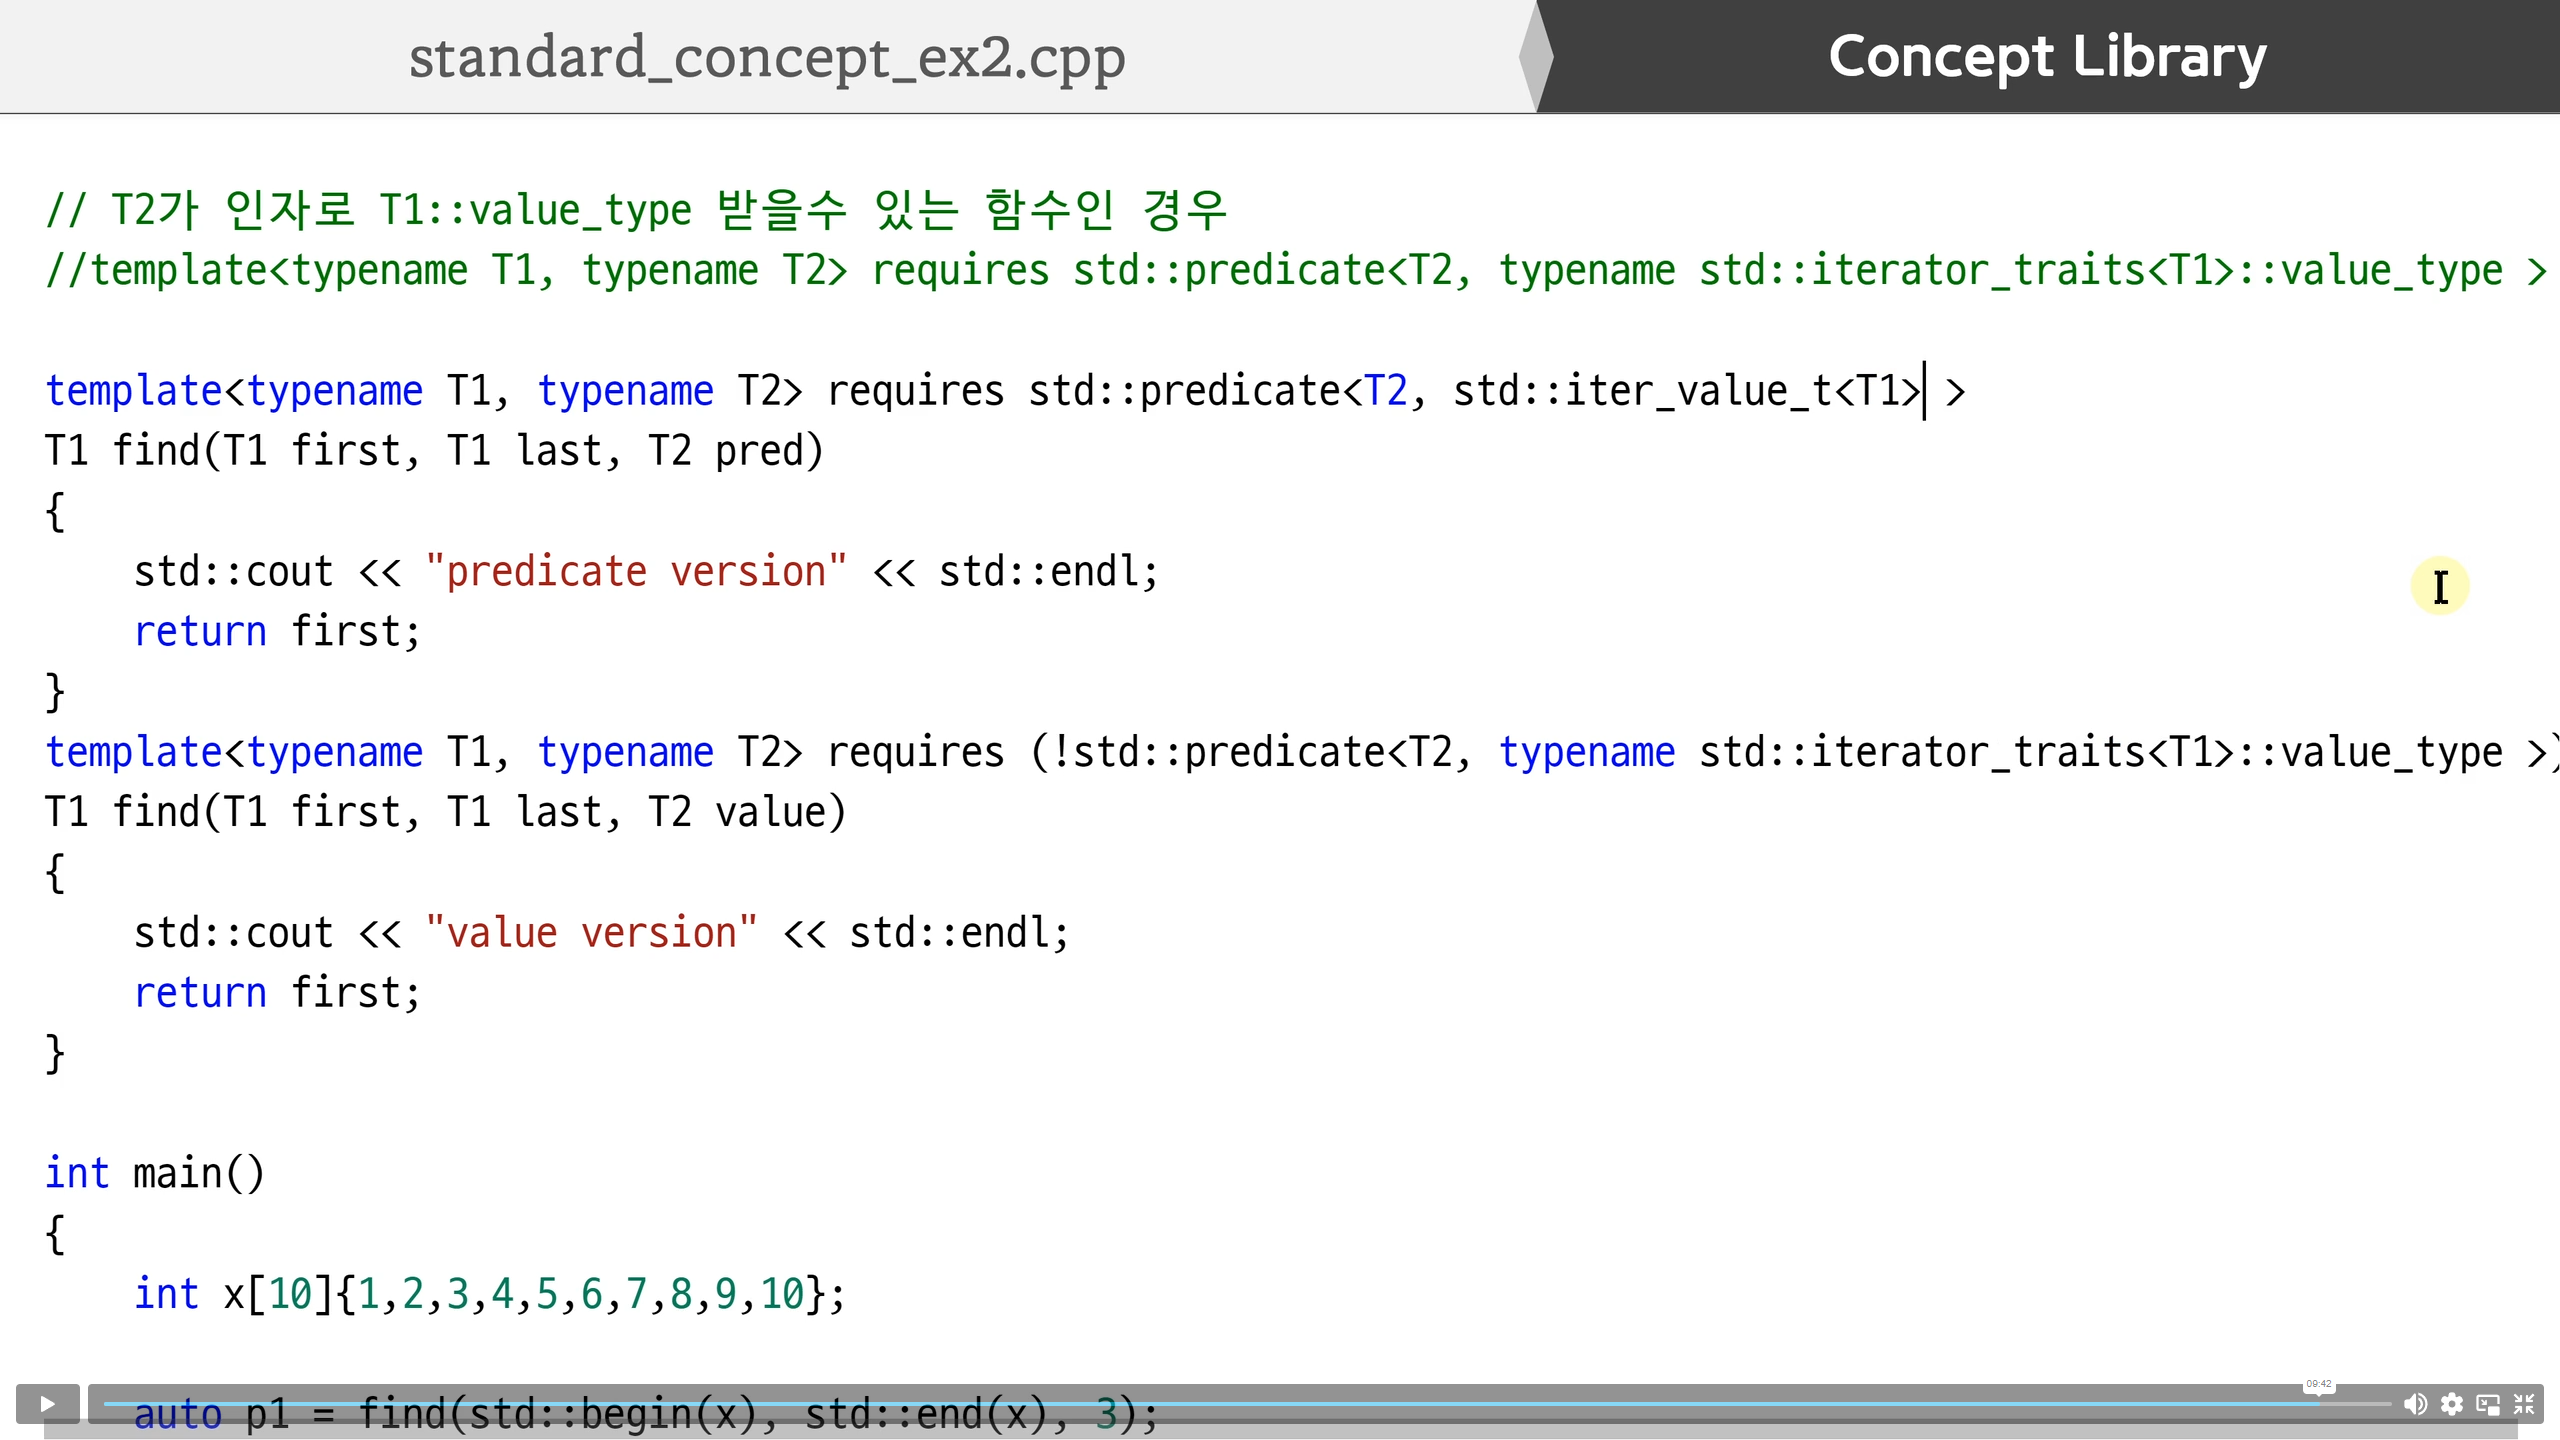 standard_concept_ex2.cpp
Concept Library
// T2가 인자로 T1::value_type 받을수 있는 함수인 경우
//template<typename T1, typename T2> requires std::predicate<T2, typename std::iterator_traits<T1>::value_type >
template<typename T1, typename T2> requires std::predicate<T2, std::iter_value_t<T1> >
T1 find(T1 first, T1 last, T2 pred)
{
    std::cout << "predicate version" << std::endl;
    return first;
}
template<typename T1, typename T2> requires (!std::predicate<T2, typename std::iterator_traits<T1>::value_type >)
T1 find(T1 first, T1 last, T2 value)
{
    std::cout << "value version" << std::endl;
    return first;
}
int main()
{
    int x[10]{1,2,3,4,5,6,7,8,9,10};
09:42
    auto p1 = find(std::begin(x), std::end(x), 3);